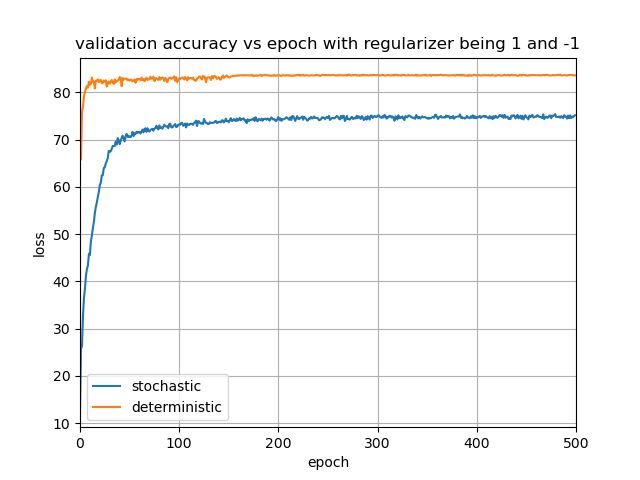 validation accuracy vs epoch with regularizer being 1 and -1
80
70
60
50
40
30
20
10
loss
stochastic
deterministic
0 100 200 300 400 500
epoch